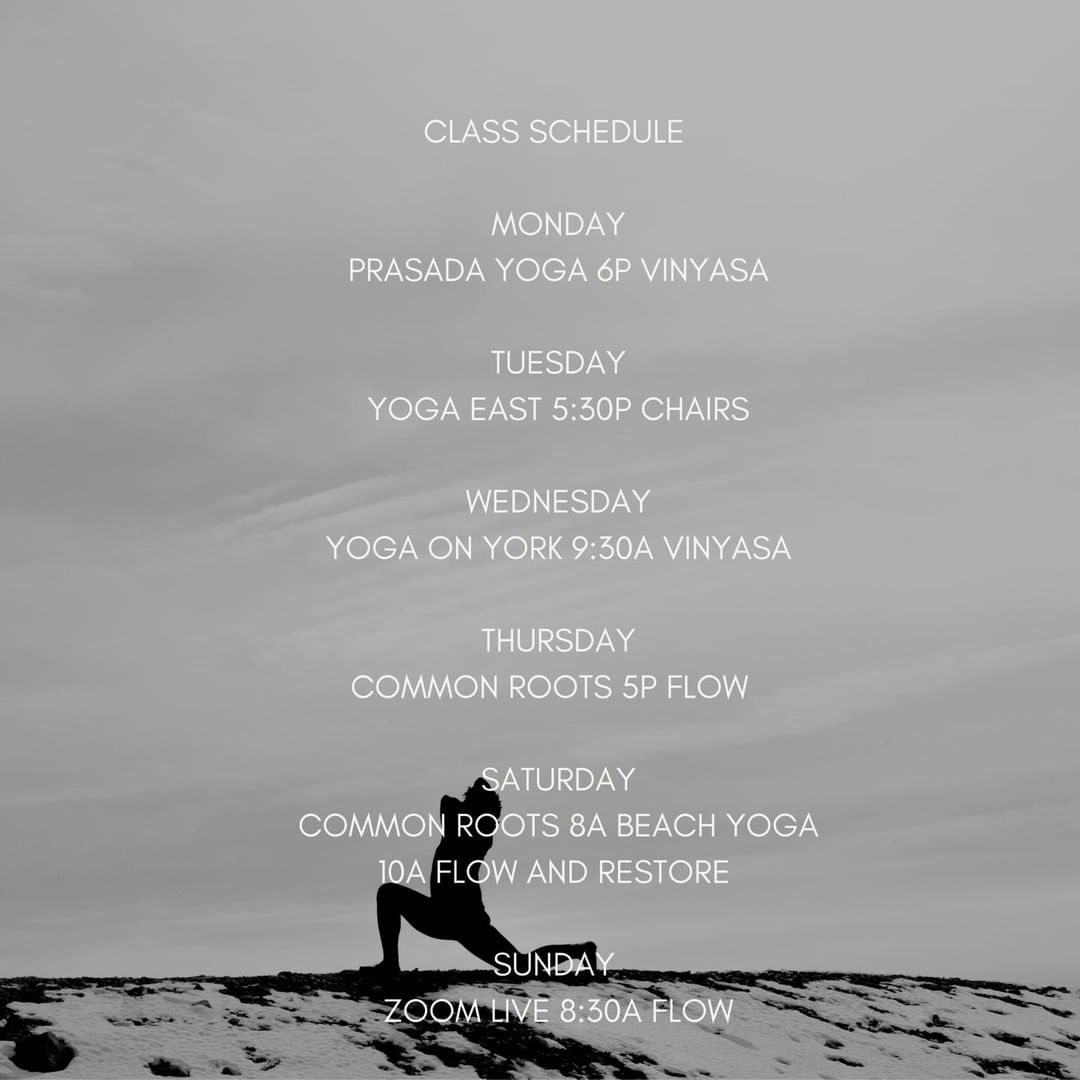 CLASS SCHEDULE
MONDAY
PRASADA YOGA 6P VINYASA
TUESDAY
YOGA EAST 5:30P CHAIRS
WEDNESDAY
YOGA ON YORK 9:30A VINYASA
THURSDAY
COMMON ROOTS 5P FLOW
SATURDAY
COMMON ROOTS 8A BEACH YOGA
10A FLOW AND RESTORE
SUNDAY
ZOOM LIVE 8:30A FLOW